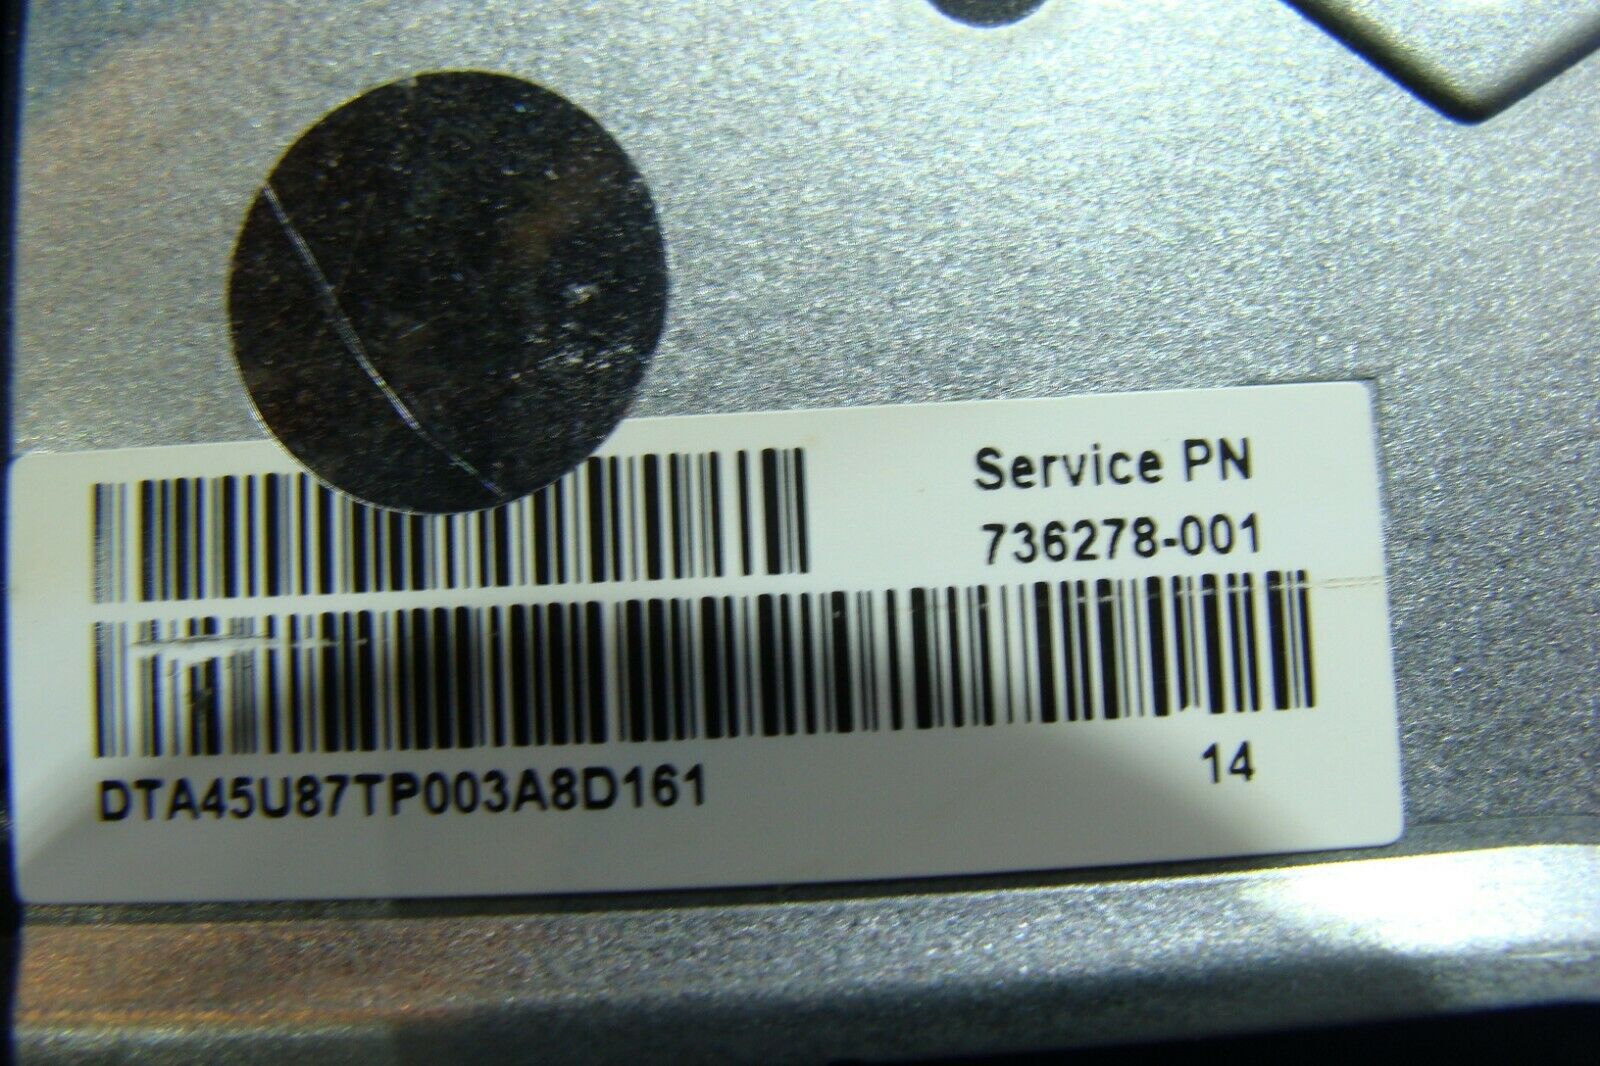 Service PN
736278-001
DTA45U87TP003A8D161
14